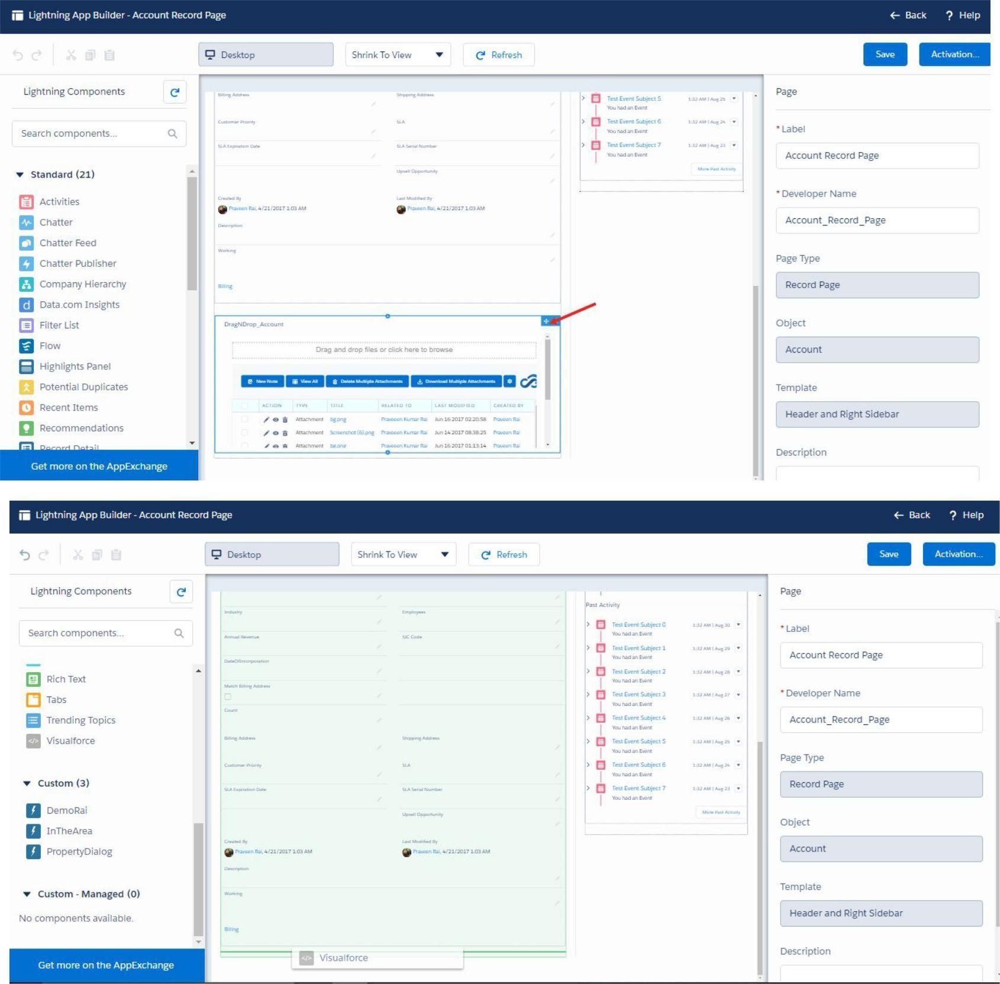 Lightning App Builder - Account Record Page
Back
Help
Desktop
Shrink To View
Refresh
Save
Activation...
Lightning Components
Search components...
Standard (21)
Activities
Chatter
Chatter Feed
Chatter Publisher
Company Hierarchy
Data.com Insights
Filter List
Flow
Highlights Panel
Potential Duplicates
Recent Items
Recommendations
Record Detail
Get more on the AppExchange
Billing Address
Shipping Address
Customer Priority
SLA
SLA Expiration Date
SLA Serial Number
Upsell Opportunity
Created By
Praveen Rai, 4/21/2017 1:03 AM
Last Modified By
Praveen Rai, 4/21/2017 1:03 AM
Description
Working
Billing
DragNDrop_Account
Drag and drop files or click here to browse
New Note
View All
Delete Multiple Attachments
Download Multiple Attachments
ACTION TYPE TITLE RELATED TO LAST MODIFIED CREATED BY
Attachment bg.png Praveeen Kumar Rai Jun 16 2017 02:20:58 Praveen Rai
Attachment Screenshot (6).png Praveeen Kumar Rai Jun 14 2017 08:38:25 Praveen Rai
Attachment bg.png Praveeen Kumar Rai Jun 16 2017 01:13:14 Praveen Rai
Test Event Subject 5 1:32 AM | Aug 25
You had an Event
Test Event Subject 6 1:32 AM | Aug 24
You had an Event
Test Event Subject 7 1:32 AM | Aug 23
You had an Event
More Past Activity
Page
* Label
Account Record Page
* Developer Name
Account_Record_Page
Page Type
Record Page
Object
Account
Template
Header and Right Sidebar
Description
Lightning App Builder - Account Record Page
Back
Help
Desktop
Shrink To View
Refresh
Save
Activation...
Lightning Components
Search components...
Rich Text
Tabs
Trending Topics
Visualforce
Custom (3)
DemoRai
InTheArea
PropertyDialog
Custom - Managed (0)
No components available.
Get more on the AppExchange
Industry
Employees
Annual Revenue
SIC Code
DateOfIncorporation
Match Billing Address
Count
Billing Address
Shipping Address
Customer Priority
SLA
SLA Expiration Date
SLA Serial Number
Upsell Opportunity
Created By
Praveen Rai, 4/21/2017 1:03 AM
Last Modified By
Praveen Rai, 4/21/2017 1:03 AM
Description
Working
Billing
Visualforce
Past Activity
Test Event Subject 0 1:32 AM | Aug 30
You had an Event
Test Event Subject 1 1:32 AM | Aug 29
You had an Event
Test Event Subject 2 1:32 AM | Aug 28
You had an Event
Test Event Subject 3 1:32 AM | Aug 27
You had an Event
Test Event Subject 4 1:32 AM | Aug 26
You had an Event
Test Event Subject 5 1:32 AM | Aug 25
You had an Event
Test Event Subject 6 1:32 AM | Aug 24
You had an Event
Test Event Subject 7 1:32 AM | Aug 23
You had an Event
More Past Activity
Page
* Label
Account Record Page
* Developer Name
Account_Record_Page
Page Type
Record Page
Object
Account
Template
Header and Right Sidebar
Description